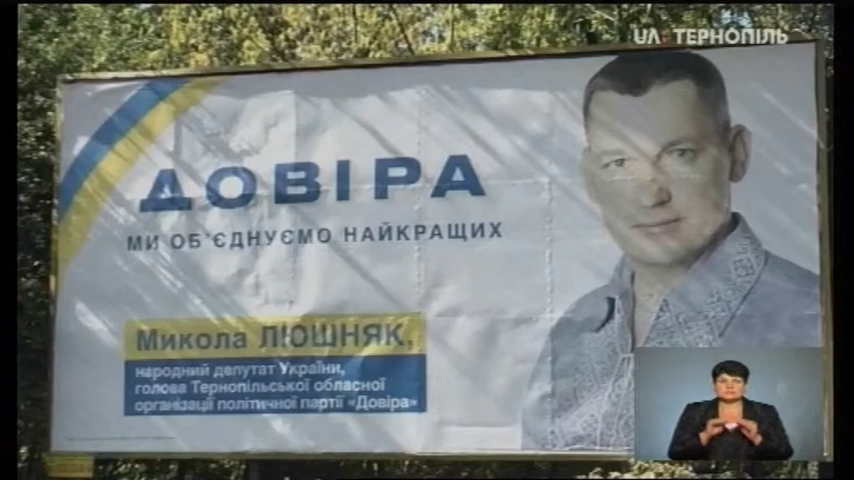 UA: ТЕРНОПІЛЬ
ДОВІРА
МИ ОБ'ЄДНУЄМО НАЙКРАЩИХ
Микола ЛЮШНЯК,
народний депутат України,
голова Тернопільської обласної
організації політичної партії «Довіра»